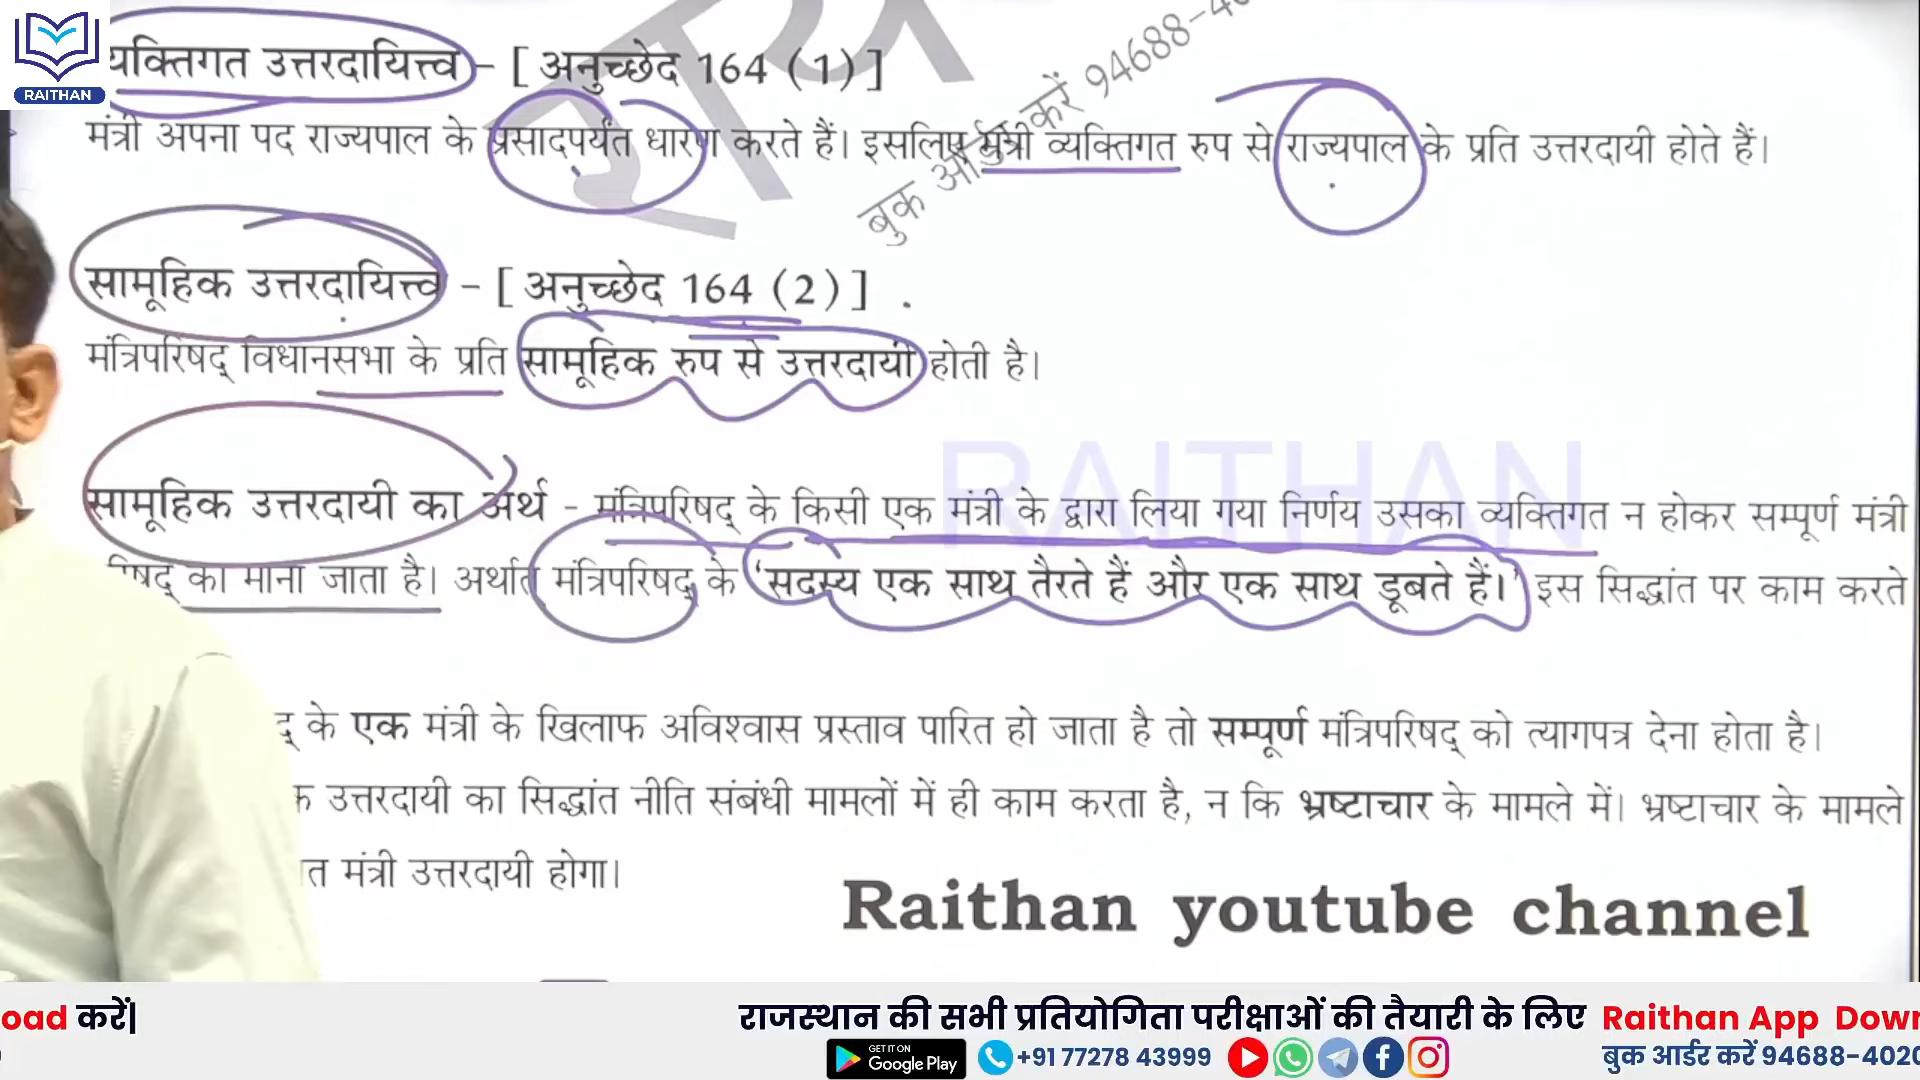 RAITHAN
व्यक्तिगत उत्तरदायित्त्व - [ अनुच्छेद 164 (1) ]
मंत्री अपना पद राज्यपाल के प्रसादपर्यंत धारण करते हैं। इसलिए मंत्री व्यक्तिगत रुप से राज्यपाल के प्रति उत्तरदायी होते हैं।
बुक ऑर्डर करें 94688-40
सामूहिक उत्तरदायित्त्व - [ अनुच्छेद 164 (2) ] .
मंत्रिपरिषद् विधानसभा के प्रति सामूहिक रुप से उत्तरदायी होती है।
RAITHAN
सामूहिक उत्तरदायी का अर्थ - मंत्रिपरिषद् के किसी एक मंत्री के द्वारा लिया गया निर्णय उसका व्यक्तिगत न होकर सम्पूर्ण मंत्री
का माना जाता है। अर्थात मंत्रिपरिषद् के 'सदस्य एक साथ तैरते हैं और एक साथ डूबते हैं।' इस सिद्धांत पर काम करते
के एक मंत्री के खिलाफ अविश्वास प्रस्ताव पारित हो जाता है तो सम्पूर्ण मंत्रिपरिषद् को त्यागपत्र देना होता है।
उत्तरदायी का सिद्धांत नीति संबंधी मामलों में ही काम करता है, न कि भ्रष्टाचार के मामले में। भ्रष्टाचार के मामले
मंत्री उत्तरदायी होगा।
Raithan youtube channel
oad करें| राजस्थान की सभी प्रतियोगिता परीक्षाओं की तैयारी के लिए Raithan App Down
GET IT ON Google Play +91 77278 43999 बुक आर्डर करें 94688-4020